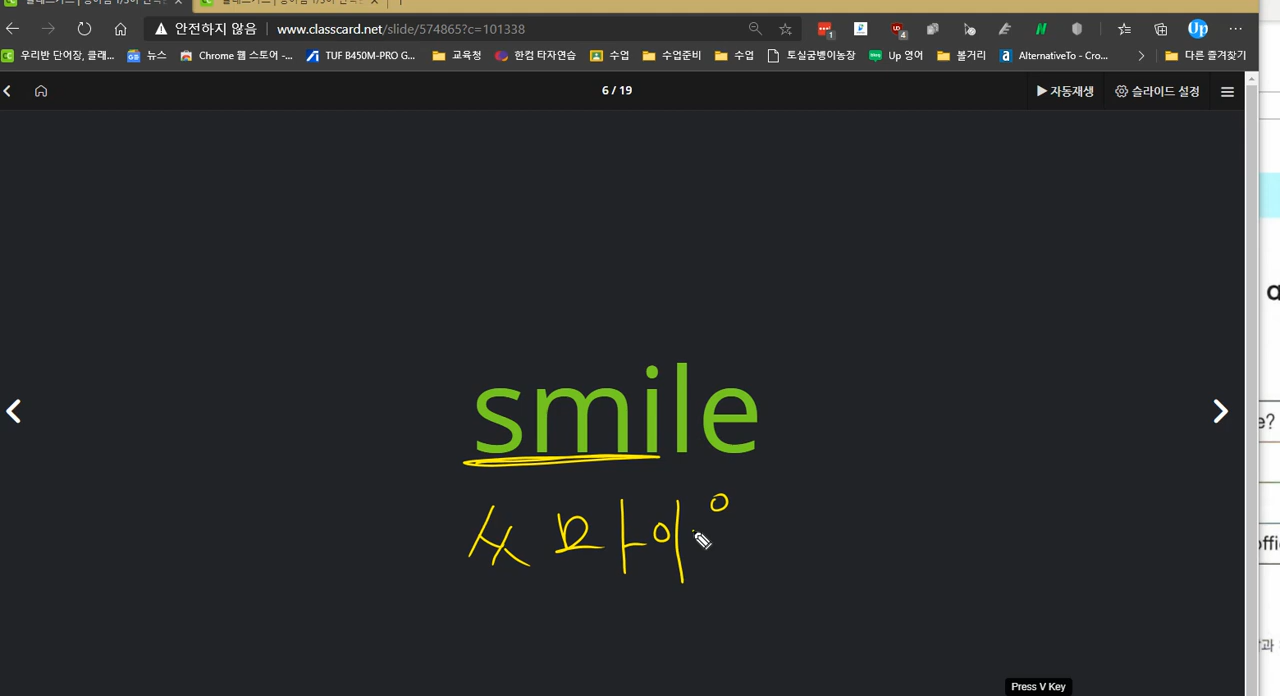 안전하지 않음 www.classcard.net/slide/574865?c=101338
우리반 단어장, 클래... 뉴스 Chrome 웹 스토어 -... TUF B450M-PRO G... 교육청 한컴 타자연습 수업 수업준비 수업 토실굼벵이농장 Up 영어 볼거리 AlternativeTo - Cro... 다른 즐겨찾기
6 / 19 자동재생 슬라이드 설정
smile
스마이
e?
offi
Press V Key